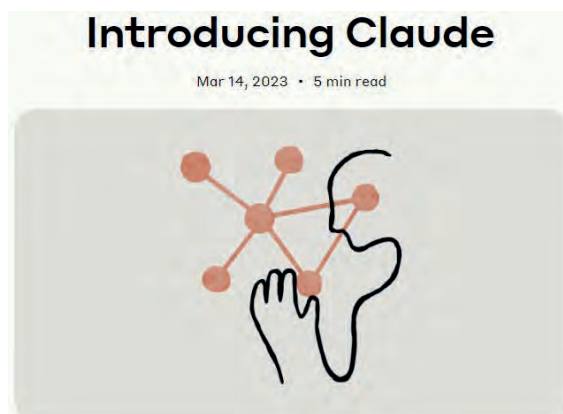 Introducing Claude
Mar 14, 2023 • 5 min read